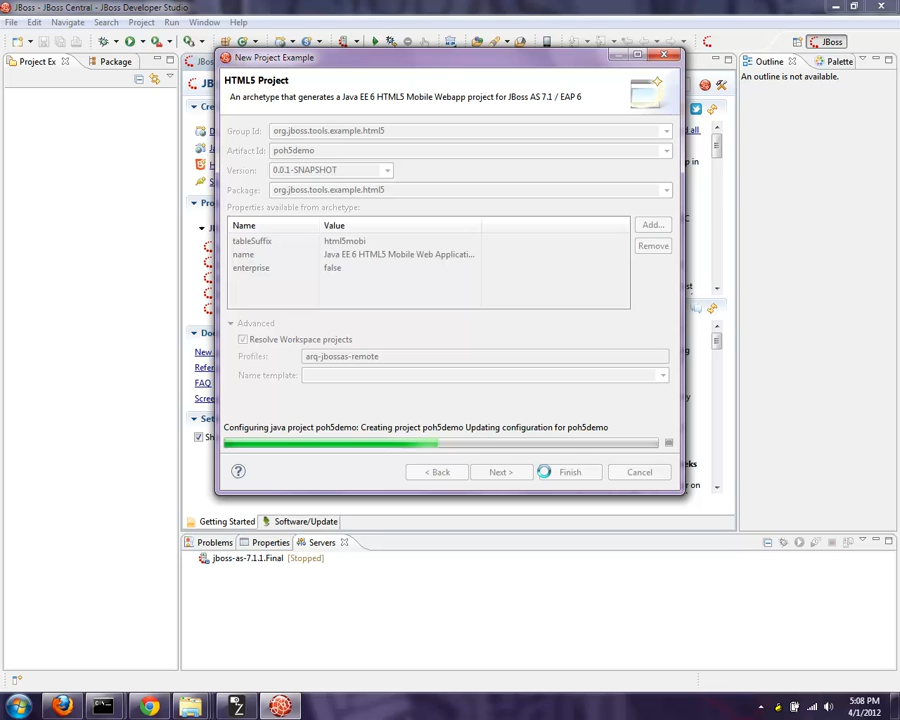 JBoss - JBoss Central - JBoss Developer Studio
File Edit Navigate Search Project Run Window Help
JBoss
Project Ex
Package
New Project Example
Outline
Palette
An outline is not available.
HTML5 Project
An archetype that generates a Java EE 6 HTML5 Mobile Webapp project for JBoss AS 7.1 / EAP 6
Group Id: org.jboss.tools.example.html5
Artifact Id: poh5demo
Version: 0.0.1-SNAPSHOT
Package: org.jboss.tools.example.html5
Properties available from archetype:
Name Value
tableSuffix html5mobi
name Java EE 6 HTML5 Mobile Web Applicati...
enterprise false
Add...
Remove
Advanced
Resolve Workspace projects
Profiles: arq-jbossas-remote
Name template:
Configuring java project poh5demo: Creating project poh5demo Updating configuration for poh5demo
< Back Next > Finish Cancel
New
FAQ
Getting Started Software/Update
Problems Properties Servers
jboss-as-7.1.1.Final [Stopped]
5:08 PM
4/1/2012